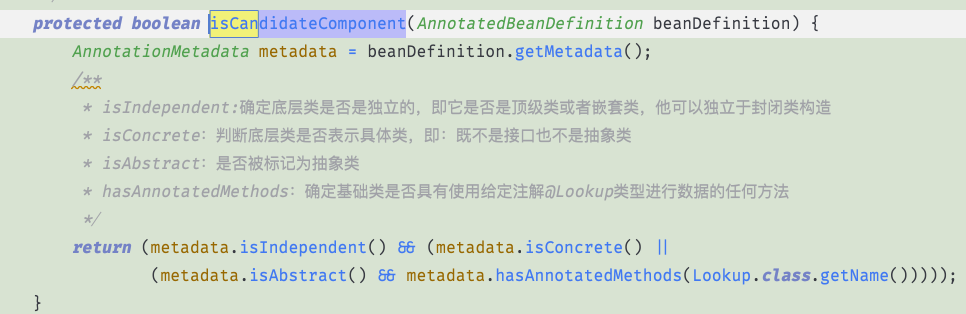 protected boolean isCandidateComponent(AnnotatedBeanDefinition beanDefinition) {
AnnotationMetadata metadata = beanDefinition.getMetadata();
/**
* isIndependent:确定底层类是否是独立的，即它是否是顶级类或者嵌套类，他可以独立于封闭类构造
* isConcrete：判断底层类是否表示具体类，即：既不是接口也不是抽象类
* isAbstract：是否被标记为抽象类
* hasAnnotatedMethods：确定基础类是否具有使用给定注解@Lookup类型进行数据的任何方法
*/
return (metadata.isIndependent() && (metadata.isConcrete() ||
(metadata.isAbstract() && metadata.hasAnnotatedMethods(Lookup.class.getName()))));
}